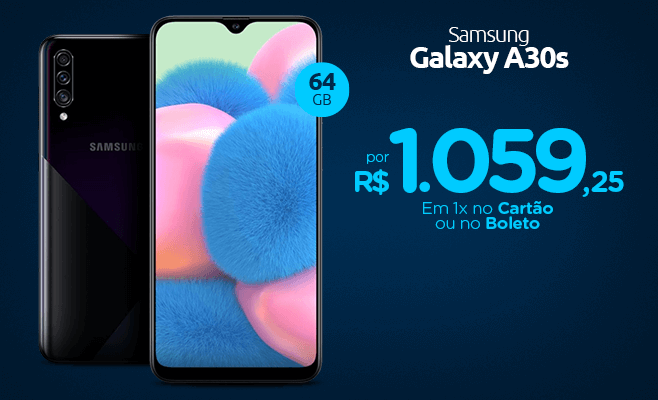 Samsung
Galaxy A30s
64
GB
SAMSUNG
por
R$ 1.059,25
Em 1x no Cartão
ou no Boleto